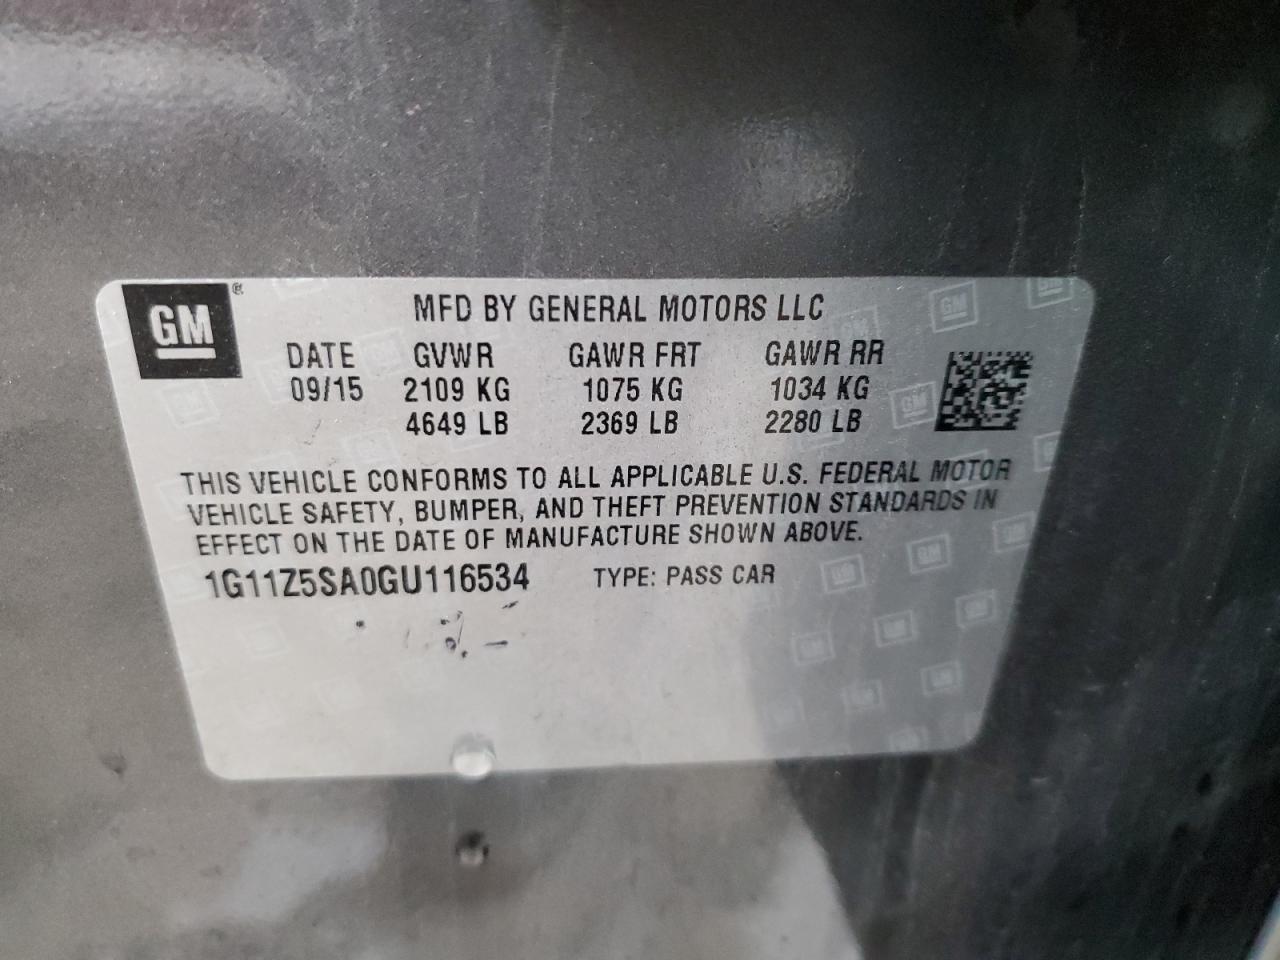 GM®
MFD BY GENERAL MOTORS LLC
DATE GVWR GAWR FRT GAWR RR
09/15 2109 KG 1075 KG 1034 KG
4649 LB 2369 LB 2280 LB
THIS VEHICLE CONFORMS TO ALL APPLICABLE U.S. FEDERAL MOTOR
VEHICLE SAFETY, BUMPER, AND THEFT PREVENTION STANDARDS IN
EFFECT ON THE DATE OF MANUFACTURE SHOWN ABOVE.
1G11Z5SA0GU116534 TYPE: PASS CAR